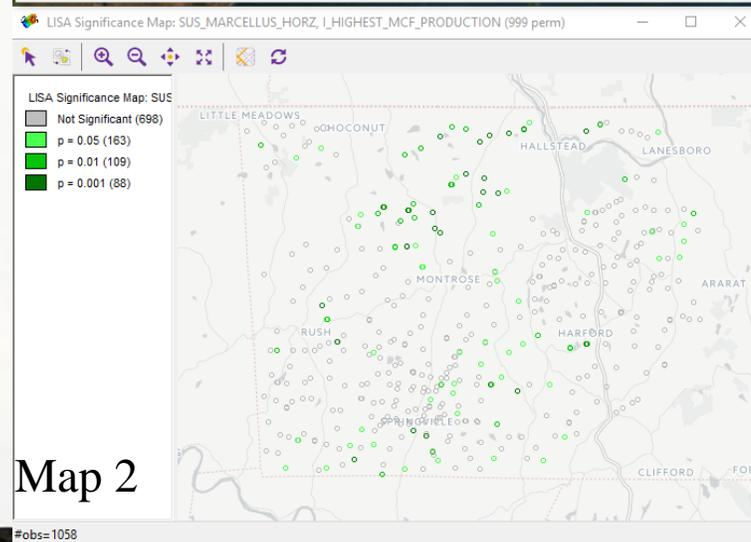 LISA Significance Map: SUS_MARCELLUS_HORZ, I_HIGHEST_MCF_PRODUCTION (999 perm)
LISA Significance Map: SUS
Not Significant (698)
p = 0.05 (163)
p = 0.01 (109)
p = 0.001 (88)
LITTLE MEADOWS
CHOCONUT
HALLSTEAD
LANESBORO
MONTROSE
ARARAT
RUSH
HARFORD
SPRINGVILLE
CLIFFORD
FO
Map 2
#obs=1058